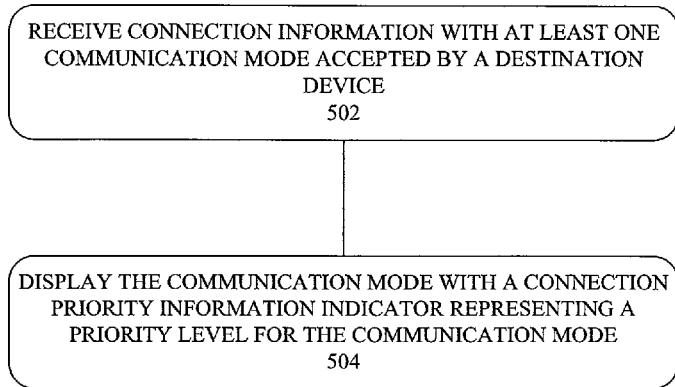 RECEIVE CONNECTION INFORMATION WITH AT LEAST ONE
COMMUNICATION MODE ACCEPTED BY A DESTINATION
DEVICE
502
DISPLAY THE COMMUNICATION MODE WITH A CONNECTION
PRIORITY INFORMATION INDICATOR REPRESENTING A
PRIORITY LEVEL FOR THE COMMUNICATION MODE
504